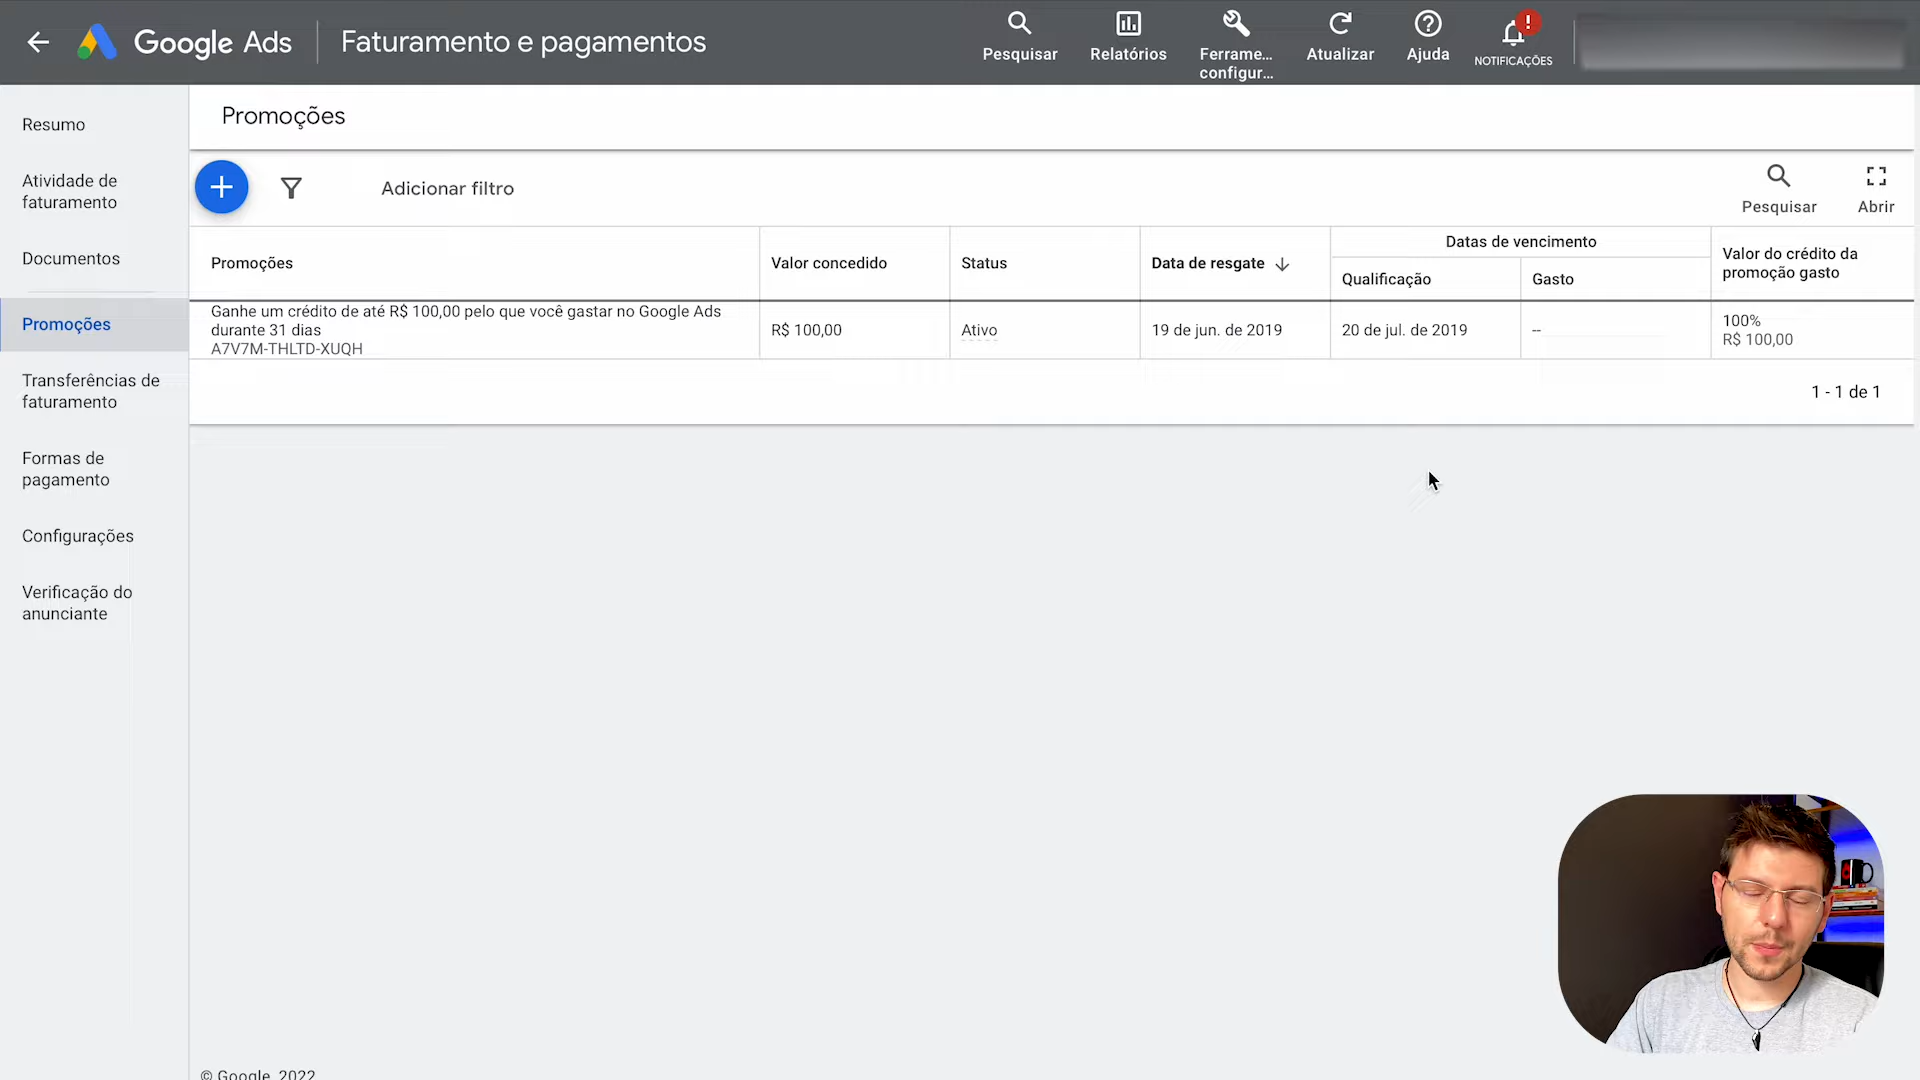 Google Ads
Faturamento e pagamentos
Pesquisar
Relatórios
Ferrame...
configur...
Atualizar
Ajuda
!
NOTIFICAÇÕES
Resumo
Atividade de
faturamento
Documentos
Promoções
Transferências de
faturamento
Formas de
pagamento
Configurações
Verificação do
anunciante
Promoções
Adicionar filtro
Pesquisar
Abrir
Promoções
Valor concedido
Status
Data de resgate
Datas de vencimento
Qualificação
Gasto
Valor do crédito da
promoção gasto
Ganhe um crédito de até R$ 100,00 pelo que você gastar no Google Ads
durante 31 dias
A7V7M-THLTD-XUQH
R$ 100,00
Ativo
19 de jun. de 2019
20 de jul. de 2019
--
100%
R$ 100,00
1 - 1 de 1
© Google, 2022